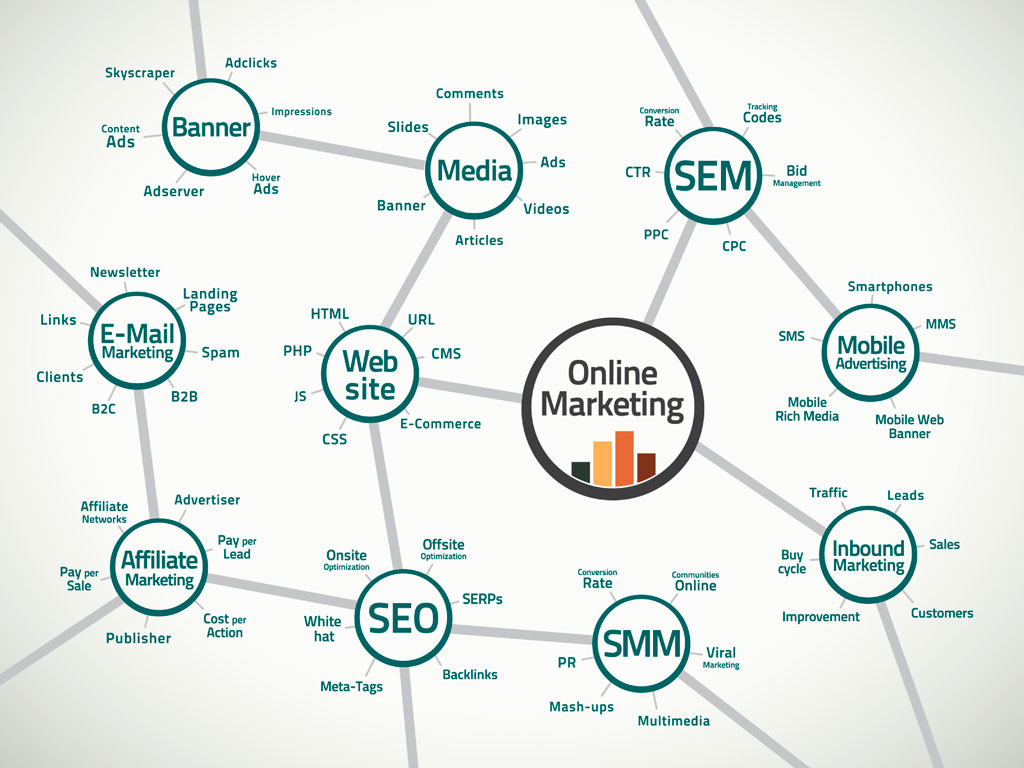 Adclicks
Skyscraper
Impressions
Content
Ads
Banner
Hover
Ads
Adserver
Comments
Slides
Images
Media
Ads
Banner
Videos
Articles
Conversion
Rate
Tracking
Codes
CTR
SEM
Bid
Management
PPC
CPC
Newsletter
Landing
Pages
Links
E-Mail
Marketing
Spam
Clients
B2C
B2B
HTML
URL
PHP
Web
site
CMS
JS
CSS
E-Commerce
Online
Marketing
Smartphones
SMS
MMS
Mobile
Advertising
Mobile
Rich Media
Mobile Web
Banner
Affiliate
Networks
Advertiser
Pay per
Lead
Affiliate
Marketing
Pay per
Sale
Cost per
Action
Publisher
Onsite
Optimization
Offsite
Optimization
SERPs
White
hat
SEO
Meta-Tags
Backlinks
Conversion
Rate
Communities
Online
SMM
PR
Viral
Marketing
Mash-ups
Multimedia
Traffic
Leads
Buy
cycle
Inbound
Marketing
Sales
Improvement
Customers